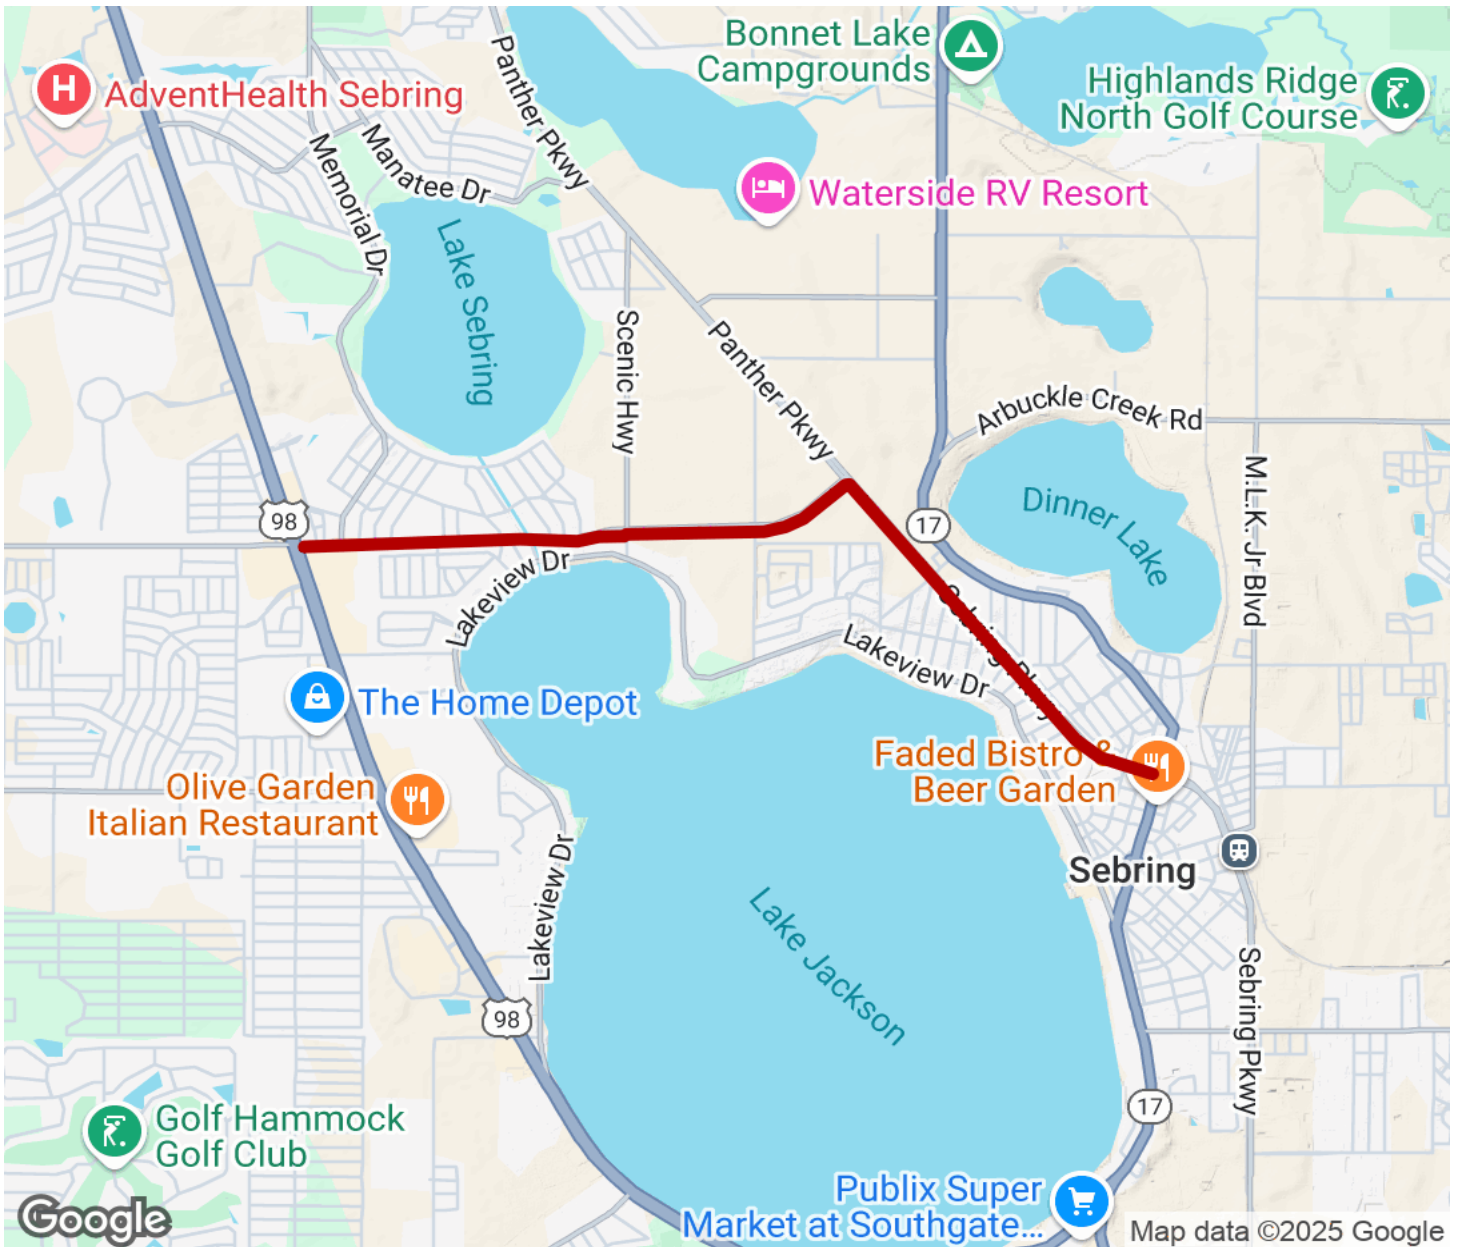 Bonnet Lake
Campgrounds
Highlands Ridge
North Golf Course
AdventHealth Sebring
Panther Pkwy
Manatee Dr
Memorial Dr
Waterside RV Resort
Lake Sebring
Scenic Hwy
Panther Pkwy
Arbuckle Creek Rd
M.L.K. Jr Blvd
98
17
Dinner Lake
Lakeview Dr
Sebring Pkwy
Lakeview Dr
The Home Depot
Faded Bistro &
Beer Garden
Olive Garden
Italian Restaurant
Sebring
Lakeview Dr
Lake Jackson
Sebring Pkwy
98
17
Golf Hammock
Golf Club
Publix Super
Market at Southgate...
Google
Map data ©2025 Google